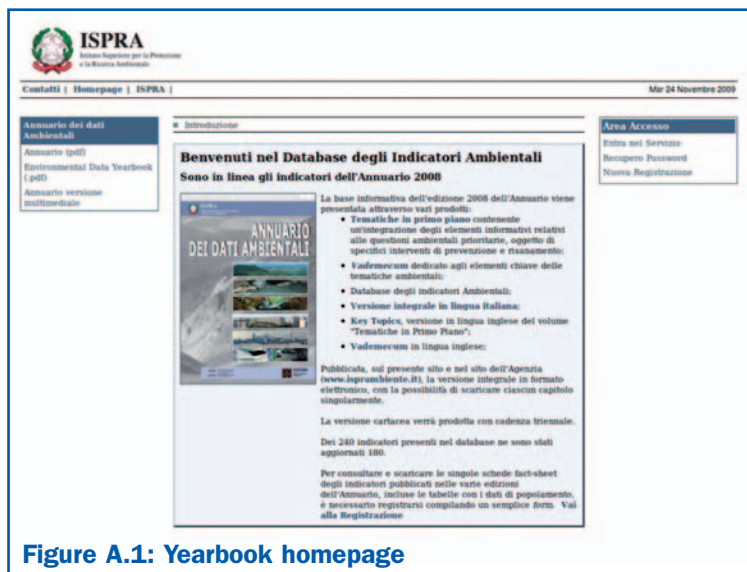 ISPRA
Istituto Superiore per la Protezione
e la Ricerca Ambientale
Contatti | Homepage | ISPRA |
Mar 24 Novembre 2009
Annuario dei dati
Ambientali
Annuario (pdf)
Environmental Data Yearbook
(.pdf)
Annuario versione
multimediale
Introduzione
Benvenuti nel Database degli Indicatori Ambientali
Sono in linea gli indicatori dell'Annuario 2008
ANNUARIO
DEI DATI AMBIENTALI
La base informativa dell'edizione 2008 dell'Annuario viene
presentata attraverso vari prodotti:
• Tematiche in primo piano contenente
un'integrazione degli elementi informativi relativi
alle questioni ambientali prioritarie, oggetto di
specifici interventi di prevenzione e risanamento;
• Vademecum dedicato agli elementi chiave delle
tematiche ambientali;
• Database degli indicatori Ambientali;
• Versione integrale in lingua italiana;
• Key Topics, versione in lingua inglese del volume
"Tematiche in Primo Piano";
• Vademecum in lingua inglese;
Pubblicata, sul presente sito e nel sito dell'Agenzia
(www.isprambiente.it), la versione integrale in formato
elettronico, con la possibilità di scaricare ciascun capitolo
singolarmente.
La versione cartacea verrà prodotta con cadenza triennale.
Dei 240 indicatori presenti nel database ne sono stati
aggiornati 180.
Per consultare e scaricare le singole schede fact-sheet
degli indicatori pubblicati nelle varie edizioni
dell'Annuario, incluse le tabelle con i dati di popolamento,
è necessario registrarsi compilando un semplice form. Vai
alla Registrazione
Area Accesso
Entra nel Servizio
Recupero Password
Nuova Registrazione
Figure A.1: Yearbook homepage